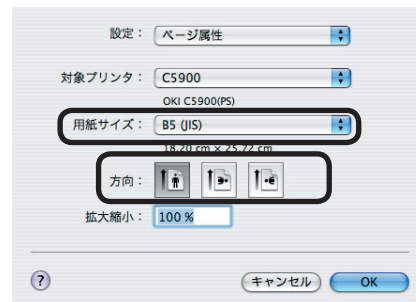 設定： ページ属性
対象プリンタ： C5900
OKI C5900(PS)
用紙サイズ： B5 (JIS)
18.20 cm × 25.72 cm
方向：
拡大縮小： 100 %
? キャンセル OK